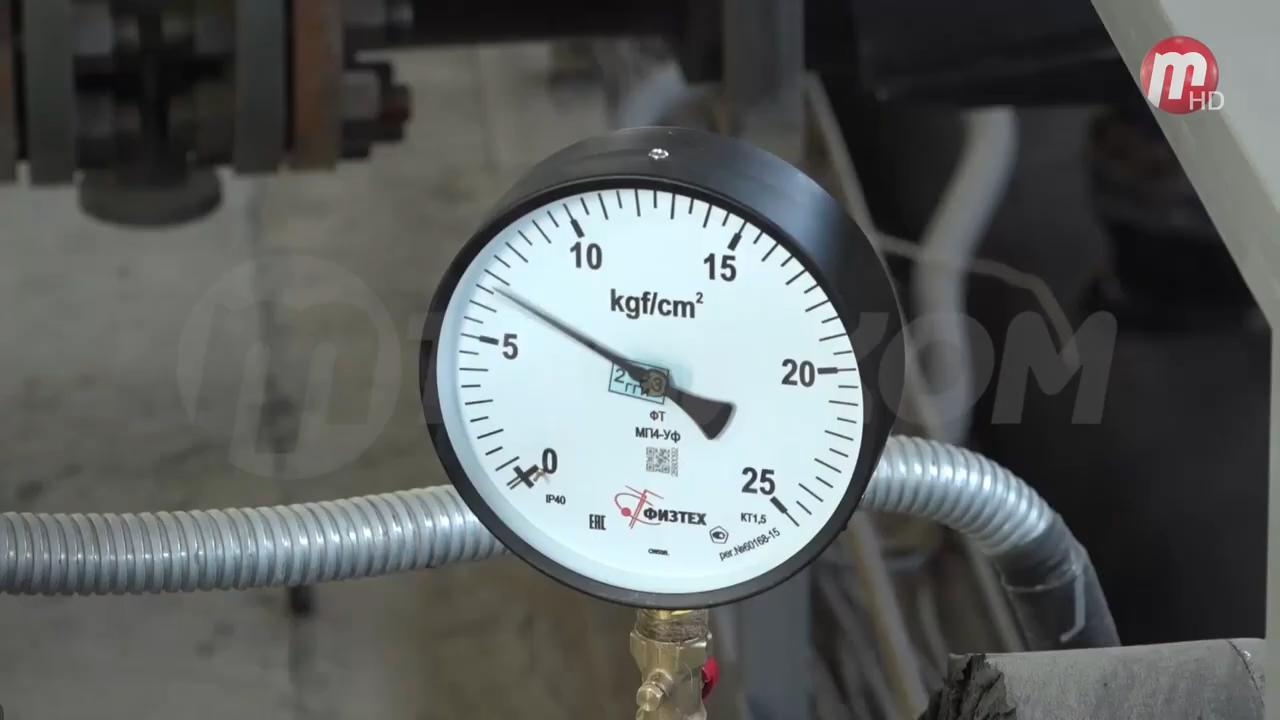 m HD
10
15
kgf/cm²
5
20
ФТ
МП4-Уф
0
25
IP40
ФИЗТЕХ
КТ1,5
ЕАС
рег.№60168-15